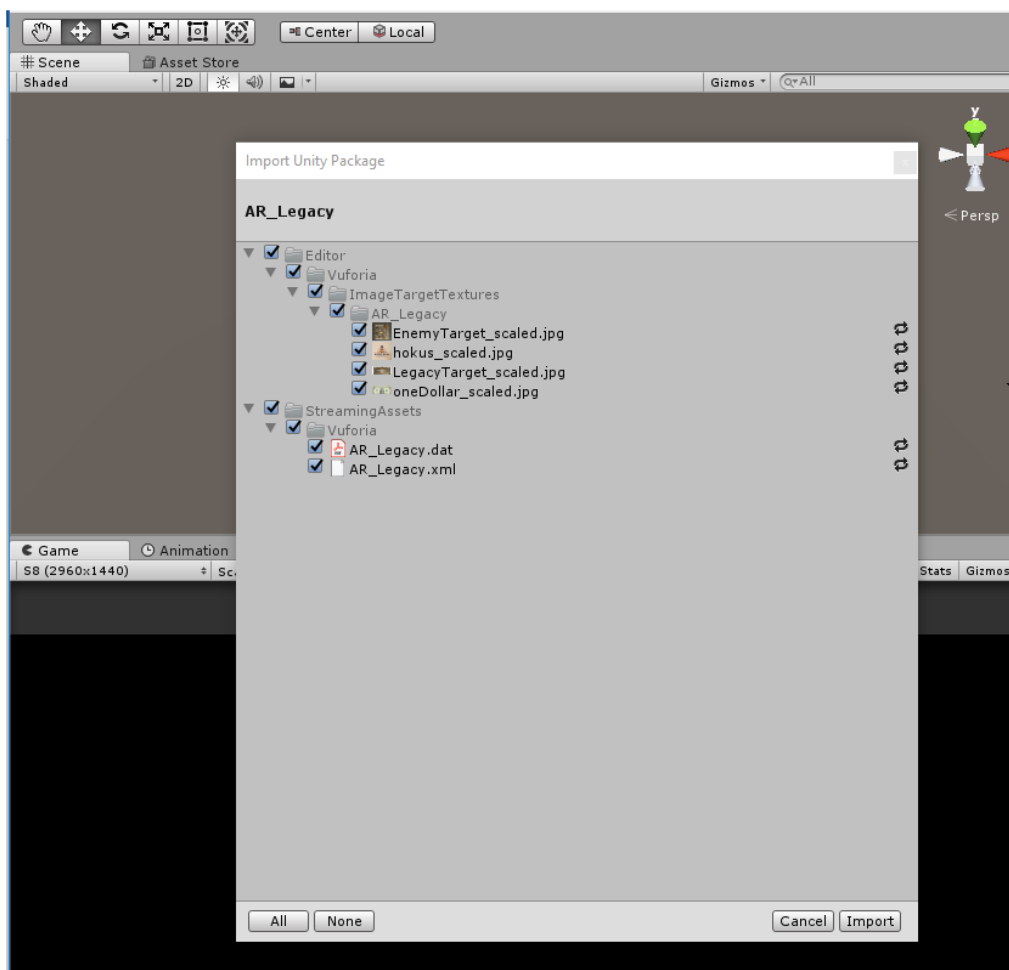 Center Local
Scene Asset Store
Shaded 2D Gizmos All
y
Import Unity Package
Persp
AR_Legacy
Editor
Vuforia
ImageTargetTextures
AR_Legacy
EnemyTarget_scaled.jpg
hokus_scaled.jpg
LegacyTarget_scaled.jpg
oneDollar_scaled.jpg
StreamingAssets
Vuforia
AR_Legacy.dat
AR_Legacy.xml
Game Animation
S8 (2960x1440) Stats Gizmos
All None Cancel Import